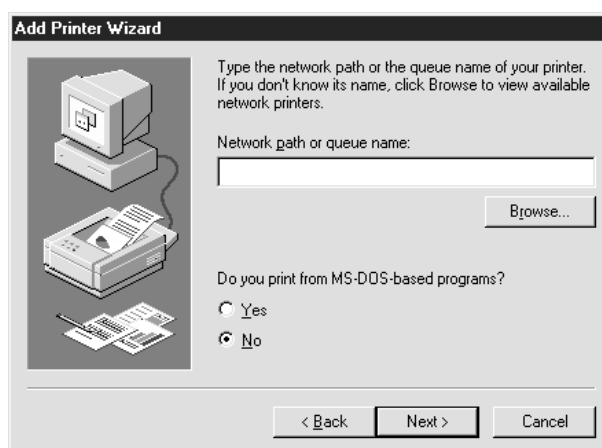 Add Printer Wizard
Type the network path or the queue name of your printer.
If you don't know its name, click Browse to view available
network printers.
Network path or queue name:
Browse...
Do you print from MS-DOS-based programs?
Yes
No
< Back
Next >
Cancel